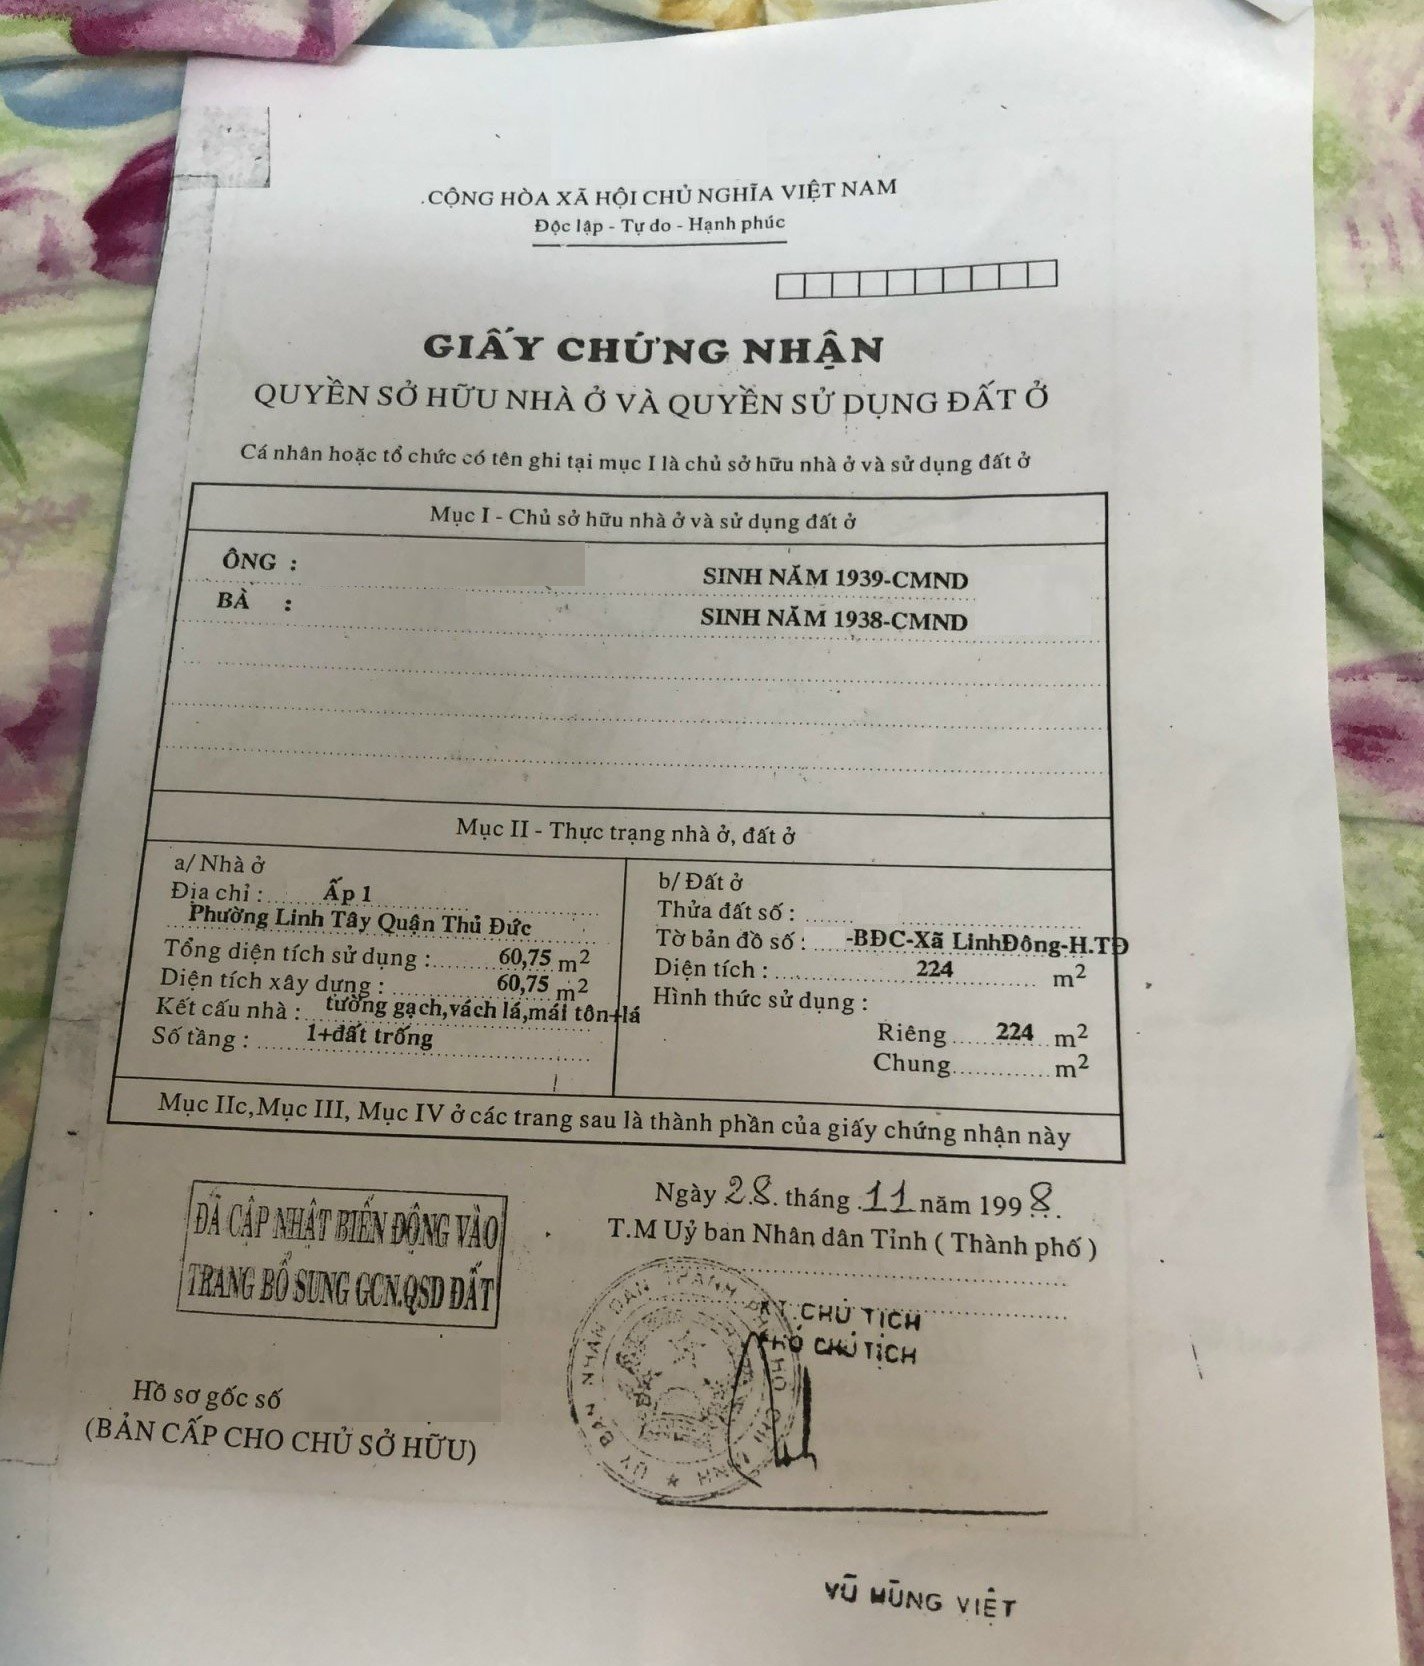 CỘNG HÒA XÃ HỘI CHỦ NGHĨA VIỆT NAM
Độc lập - Tự do - Hạnh phúc
GIẤY CHỨNG NHẬN
QUYỀN SỞ HỮU NHÀ Ở VÀ QUYỀN SỬ DỤNG ĐẤT Ở
Cá nhân hoặc tổ chức có tên ghi tại mục I là chủ sở hữu nhà ở và sử dụng đất ở
Mục I - Chủ sở hữu nhà ở và sử dụng đất ở
ÔNG : SINH NĂM 1939-CMND
BÀ : SINH NĂM 1938-CMND
Mục II - Thực trạng nhà ở, đất ở
a/ Nhà ở
Địa chỉ : Ấp 1
Phường Linh Tây Quận Thủ Đức
Tổng diện tích sử dụng : 60,75 m2
Diện tích xây dựng : 60,75 m2
Kết cấu nhà : tường gạch,vách lá,mái tôn+lá
Số tầng : 1+đất trống
b/ Đất ở
Thửa đất số :
Tờ bản đồ số : -BĐC-Xã LinhĐông-H.TĐ
Diện tích : 224 m2
Hình thức sử dụng :
Riêng 224 m2
Chung m2
Mục IIc,Mục III, Mục IV ở các trang sau là thành phần của giấy chứng nhận này
ĐÃ CẬP NHẬT BIẾN ĐỘNG VÀO
TRANG BỔ SUNG GCN.QSD ĐẤT
Ngày 28 tháng 11 năm 1998
T.M Uỷ ban Nhân dân Tỉnh ( Thành phố )
KT. CHỦ TỊCH
PHÓ CHỦ TỊCH
ỦY BAN NHÂN DÂN THÀNH PHỐ HỒ CHÍ MINH
Hồ sơ gốc số
(BẢN CẤP CHO CHỦ SỞ HỮU)
VŨ HÙNG VIỆT